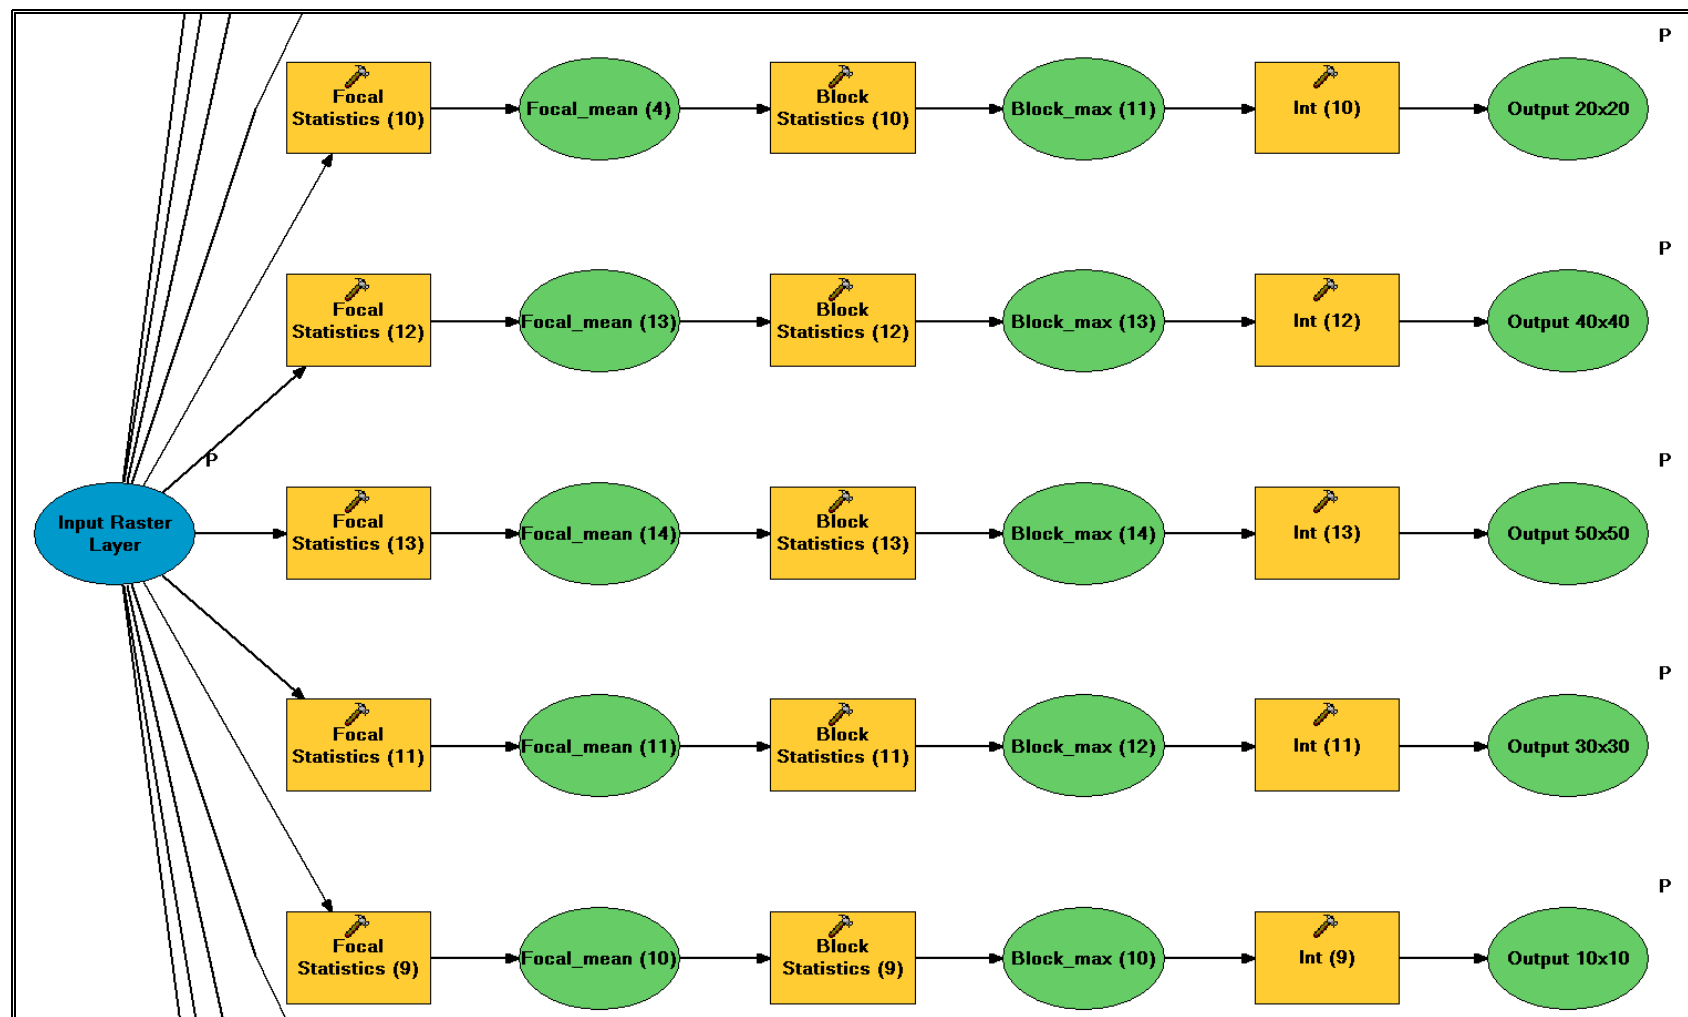 P
Focal
Statistics (10)
Focal_mean (4)
Block
Statistics (10)
Block_max (11)
Int (10)
Output 20x20
P
Focal
Statistics (12)
Focal_mean (13)
Block
Statistics (12)
Block_max (13)
Int (12)
Output 40x40
P
P
Input Raster
Layer
Focal
Statistics (13)
Focal_mean (14)
Block
Statistics (13)
Block_max (14)
Int (13)
Output 50x50
P
Focal
Statistics (11)
Focal_mean (11)
Block
Statistics (11)
Block_max (12)
Int (11)
Output 30x30
P
Focal
Statistics (9)
Focal_mean (10)
Block
Statistics (9)
Block_max (10)
Int (9)
Output 10x10